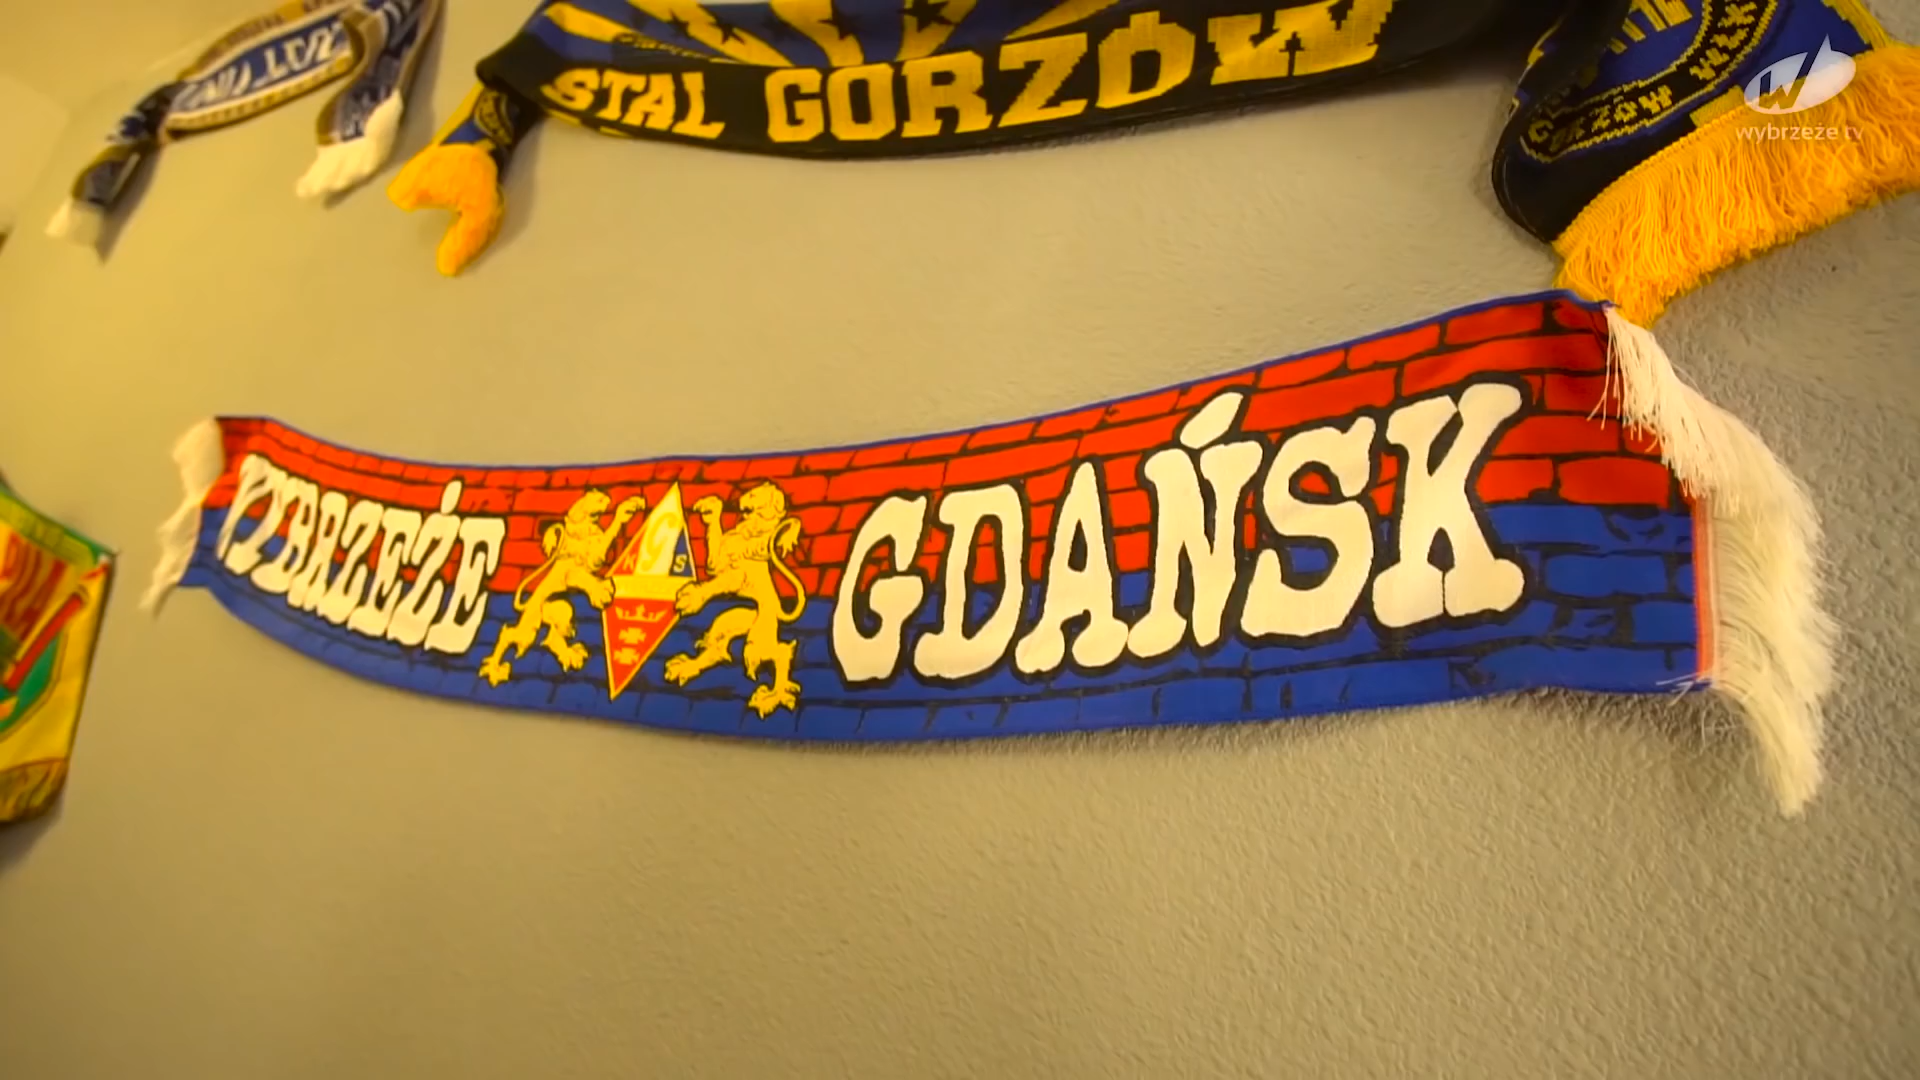 STAL GORZÓW
W
wybrzeże tv
WYBRZEŻE
K G S
GDAŃSK